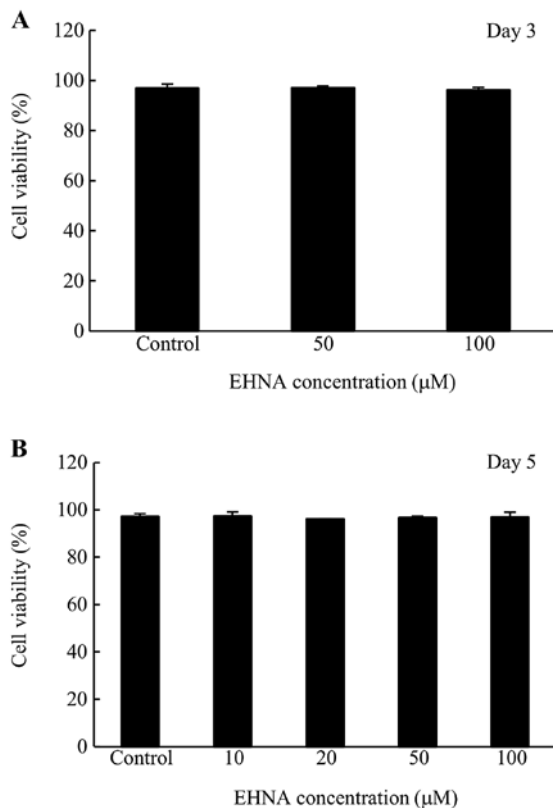 A
Day 3
Cell viability (%)
120
100
80
60
40
20
0
Control 50 100
EHNA concentration (μM)
B
Day 5
Cell viability (%)
120
100
80
60
40
20
0
Control 10 20 50 100
EHNA concentration (μM)